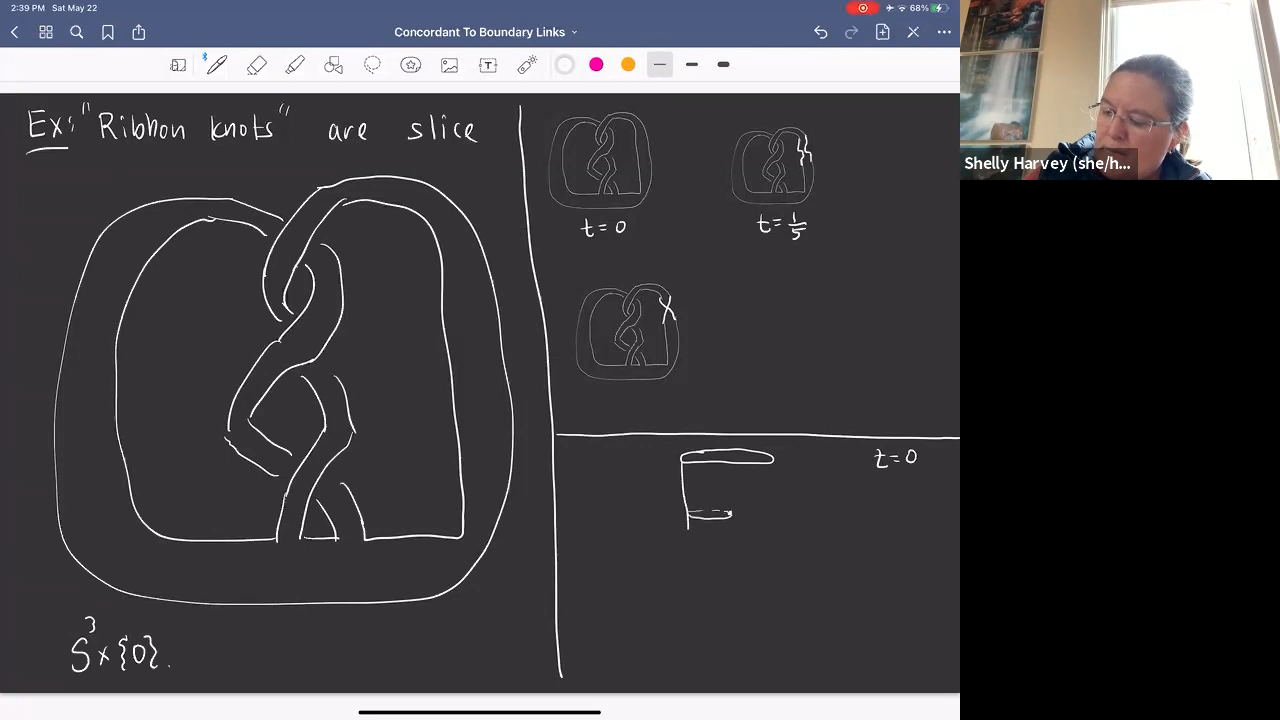 2:39 PM Sat May 22
68%
Concordant To Boundary Links
Ex: "Ribbon knots" are slice
t = 0
t = 1/5
t = 0
S³ x {0}.
Shelly Harvey (she/h...